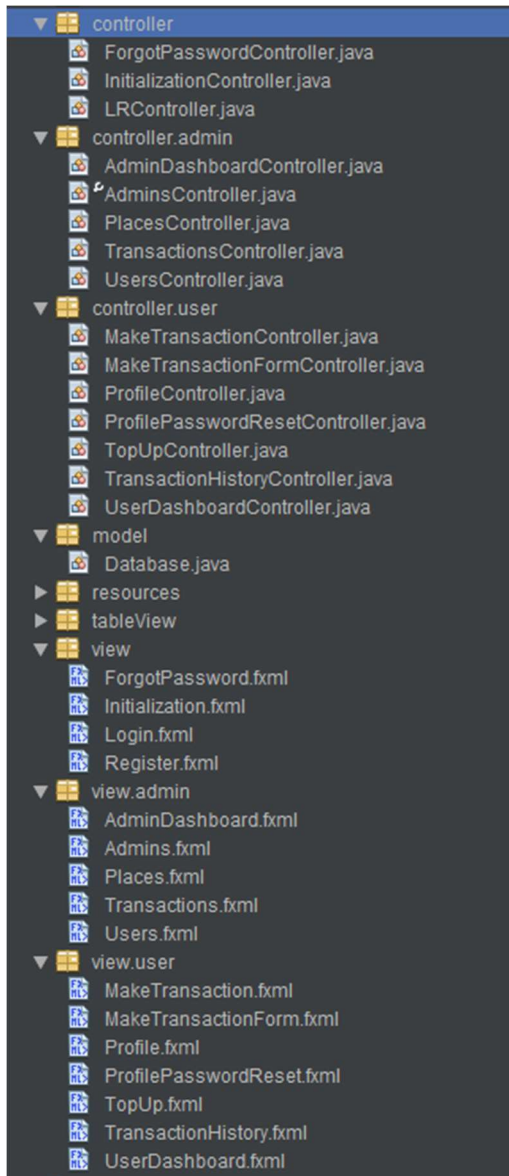 controller
ForgotPasswordController.java
InitializationController.java
LRController.java
controller.admin
AdminDashboardController.java
AdminsController.java
PlacesController.java
TransactionsController.java
UsersController.java
controller.user
MakeTransactionController.java
MakeTransactionFormController.java
ProfileController.java
ProfilePasswordResetController.java
TopUpController.java
TransactionHistoryController.java
UserDashboardController.java
model
Database.java
resources
tableView
view
ForgotPassword.fxml
Initialization.fxml
Login.fxml
Register.fxml
view.admin
AdminDashboard.fxml
Admins.fxml
Places.fxml
Transactions.fxml
Users.fxml
view.user
MakeTransaction.fxml
MakeTransactionForm.fxml
Profile.fxml
ProfilePasswordReset.fxml
TopUp.fxml
TransactionHistory.fxml
UserDashboard.fxml